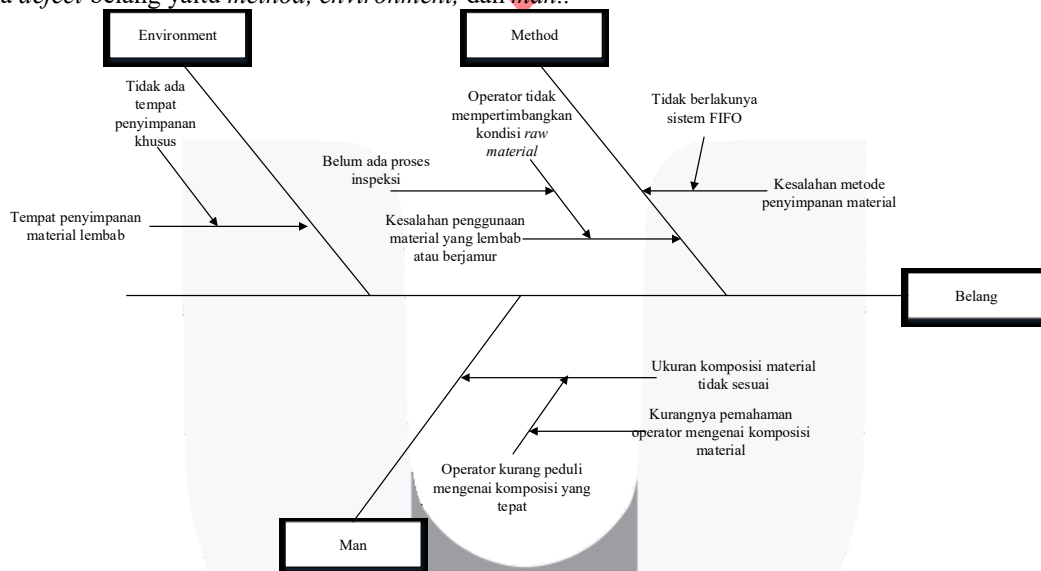 defect belang yaitu method, environment, dan man..
Environment
Method
Tidak ada
tempat
penyimpanan
khusus
Operator tidak
mempertimbangkan
kondisi raw
material
Tidak berlakunya
sistem FIFO
Belum ada proses
inspeksi
Kesalahan metode
penyimpanan material
Tempat penyimpanan
material lembab
Kesalahan penggunaan
material yang lembab
atau berjamur
Belang
Ukuran komposisi material
tidak sesuai
Kurangnya pemahaman
operator mengenai komposisi
material
Operator kurang peduli
mengenai komposisi yang
tepat
Man